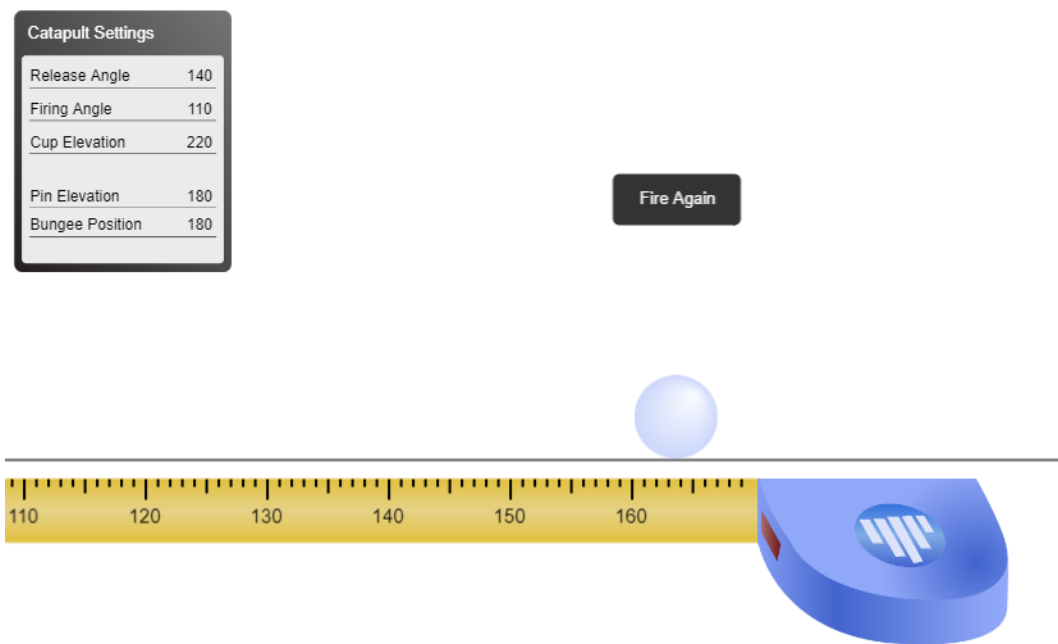 Catapult Settings
Release Angle 140
Firing Angle 110
Cup Elevation 220
Pin Elevation 180
Bungee Position 180
Fire Again
110 120 130 140 150 160